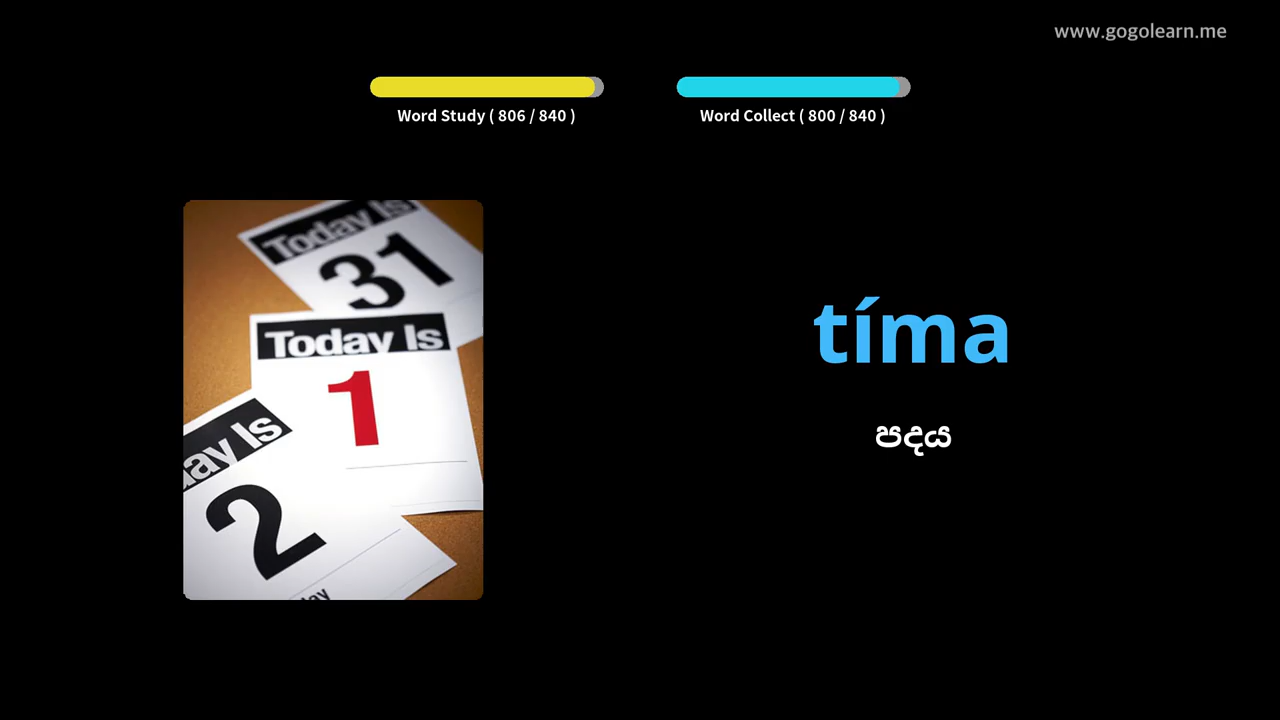 www.gogolearn.me
Word Study ( 806 / 840 )
Word Collect ( 800 / 840 )
Today Is
31
Today Is
1
ay Is
2
tíma
පදය